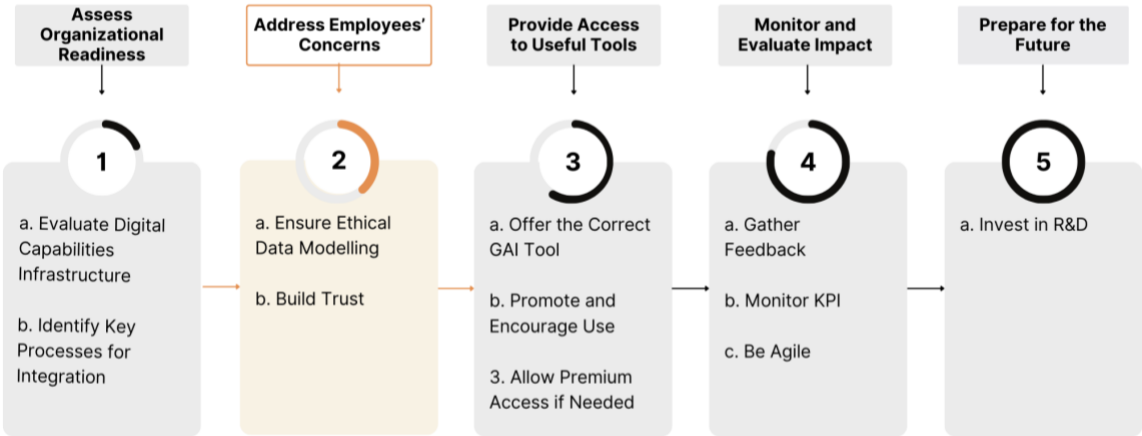 Assess
Organizational
Readiness
1
a. Evaluate Digital
Capabilities
Infrastructure
b. Identify Key
Processes for
Integration
Address Employees’
Concerns
2
a. Ensure Ethical
Data Modelling
b. Build Trust
Provide Access
to Useful Tools
3
a. Offer the Correct
GAI Tool
b. Promote and
Encourage Use
3. Allow Premium
Access if Needed
Monitor and
Evaluate Impact
4
a. Gather
Feedback
b. Monitor KPI
c. Be Agile
Prepare for the
Future
5
a. Invest in R&D